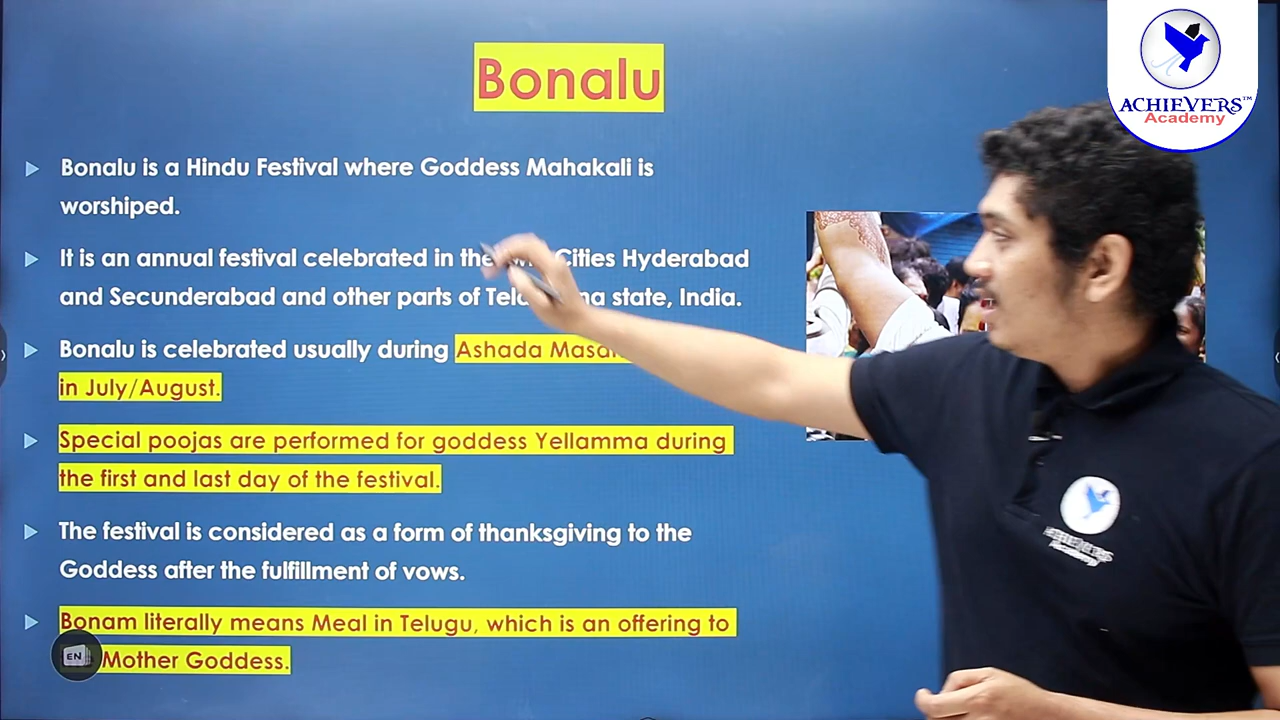 ACHIEVERS™
Academy
Bonalu
Bonalu is a Hindu Festival where Goddess Mahakali is
worshiped.
It is an annual festival celebrated in the Cities Hyderabad
and Secunderabad and other parts of state, India.
Bonalu is celebrated usually during Ashada
in July/August.
Special poojas are performed for goddess Yellamma during
the first and last day of the festival.
The festival is considered as a form of thanksgiving to the
Goddess after the fulfillment of vows.
Bonam literally means Meal in Telugu, which is an offering to
EN Mother Goddess.
Academy